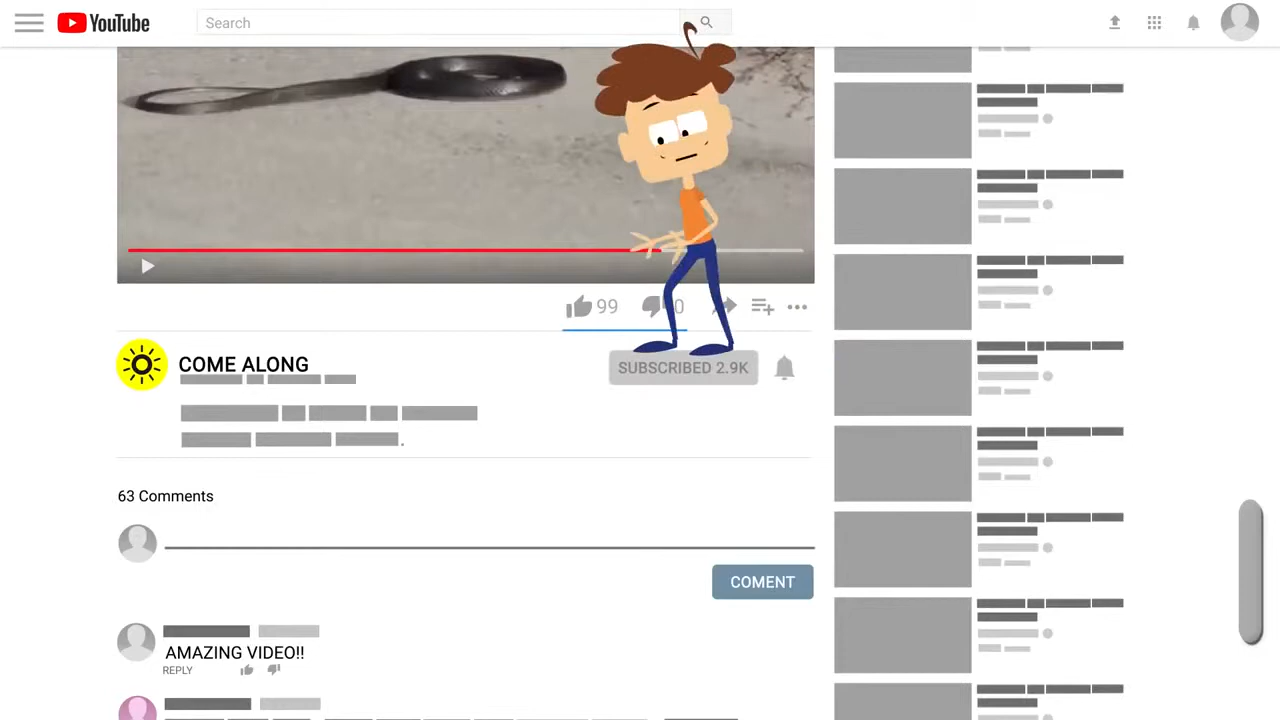 YouTube
Search
99
0
COME ALONG
SUBSCRIBED 2.9K
63 Comments
COMENT
AMAZING VIDEO!!
REPLY